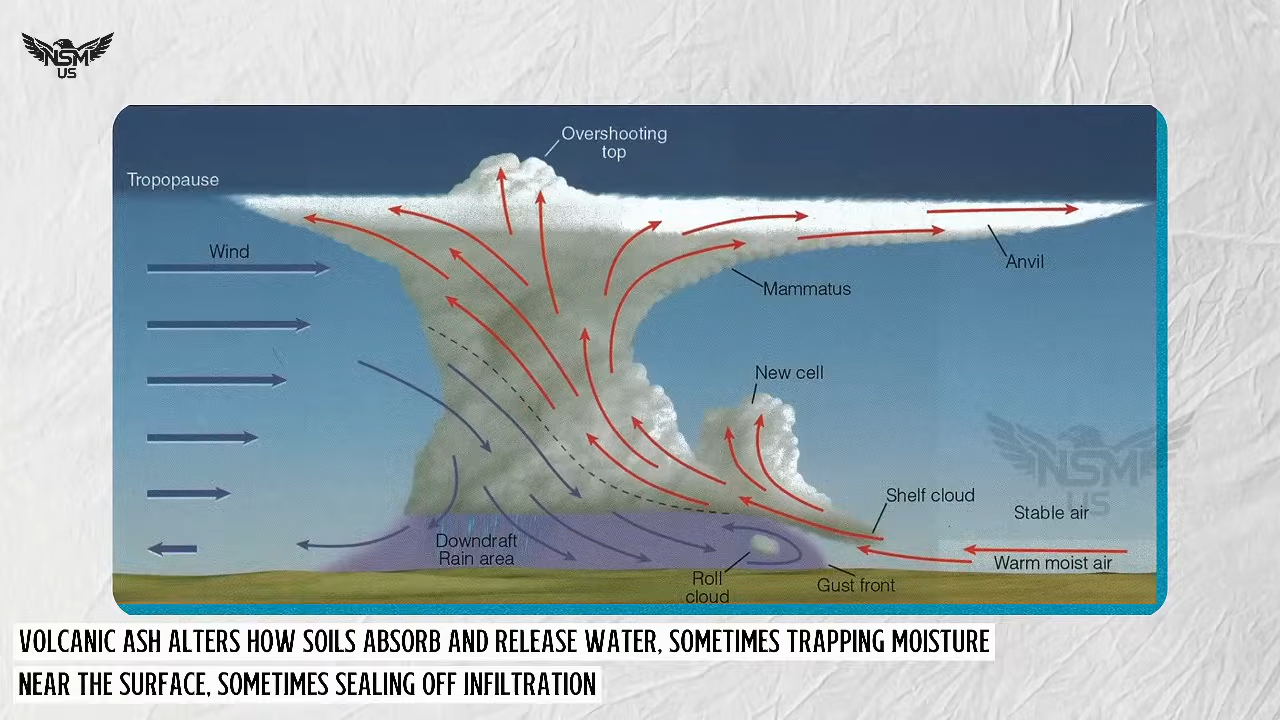 NSM
US
Overshooting
top
Tropopause
Wind
Anvil
Mammatus
New cell
NSM
US
Shelf cloud
Stable air
Downdraft
Rain area
Warm moist air
Roll
cloud
Gust front
VOLCANIC ASH ALTERS HOW SOILS ABSORB AND RELEASE WATER, SOMETIMES TRAPPING MOISTURE
NEAR THE SURFACE, SOMETIMES SEALING OFF INFILTRATION